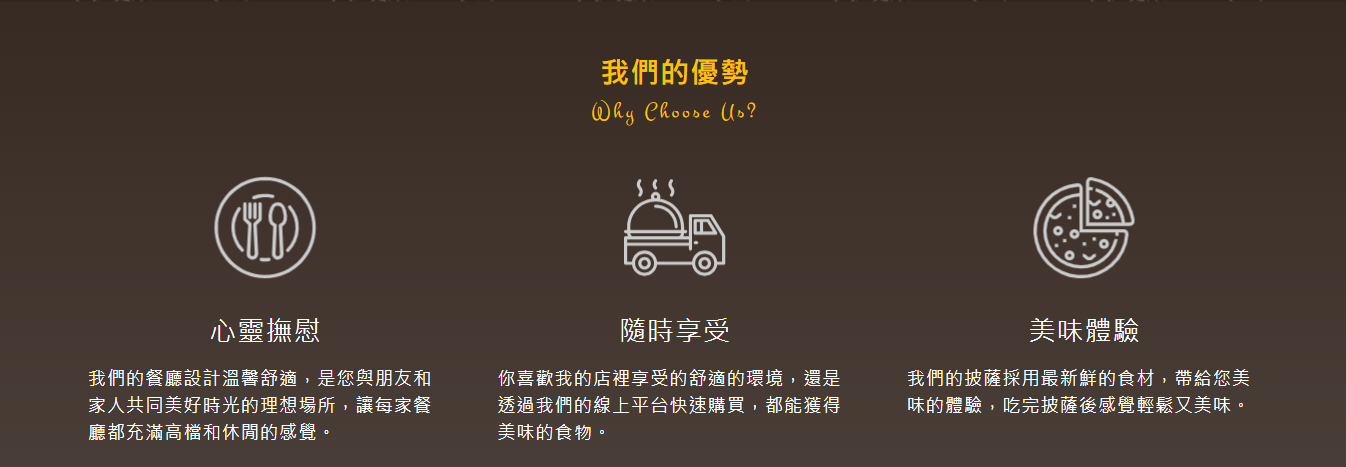 我們的優勢
Why Choose Us?
心靈撫慰
我們的餐廳設計溫馨舒適，是您與朋友和
家人共同美好時光的理想場所，讓每家餐
廳都充滿高檔和休閒的感覺。
隨時享受
你喜歡我的店裡享受的舒適的環境，還是
透過我們的線上平台快速購買，都能獲得
美味的食物。
美味體驗
我們的披薩採用最新鮮的食材，帶給您美
味的體驗，吃完披薩後感覺輕鬆又美味。